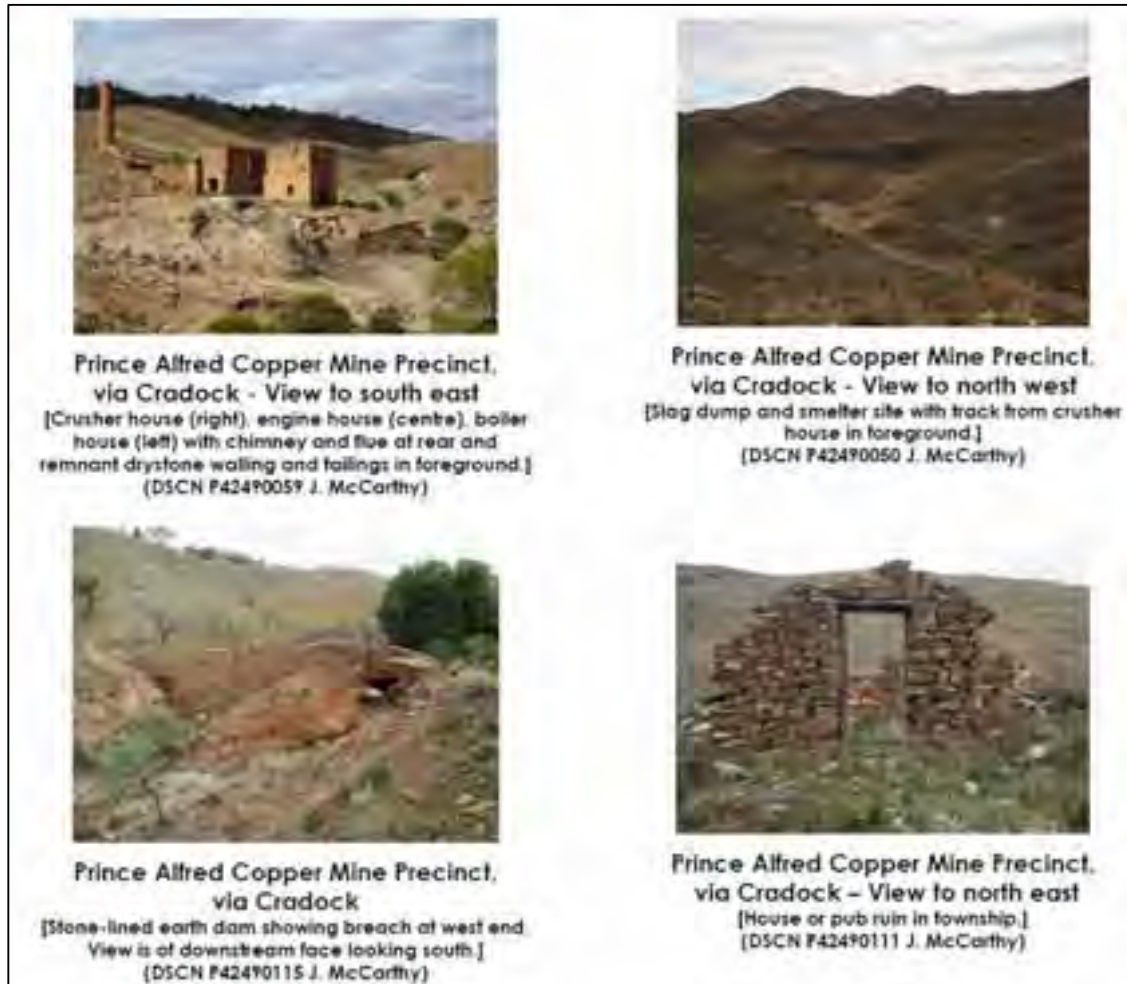 Prince Alfred Copper Mine Precinct,
via Cradock - View to south east
[Crusher house (right), engine house (centre), boiler
house (left) with chimney and flue at rear and
remnant drystone walling and tailings in foreground.]
(DSCN P42490059 J. McCarthy)
Prince Alfred Copper Mine Precinct,
via Cradock - View to north west
[Slag dump and smelter site with track from crusher
house in foreground.]
(DSCN P42490050 J. McCarthy)
Prince Alfred Copper Mine Precinct,
via Cradock
[Stone-lined earth dam showing breach at west end
View is of downstream face looking south.]
(DSCN P42490115 J. McCarthy)
Prince Alfred Copper Mine Precinct,
via Cradock – View to north east
[House or pub ruin in township.]
(DSCN P42490111 J. McCarthy)